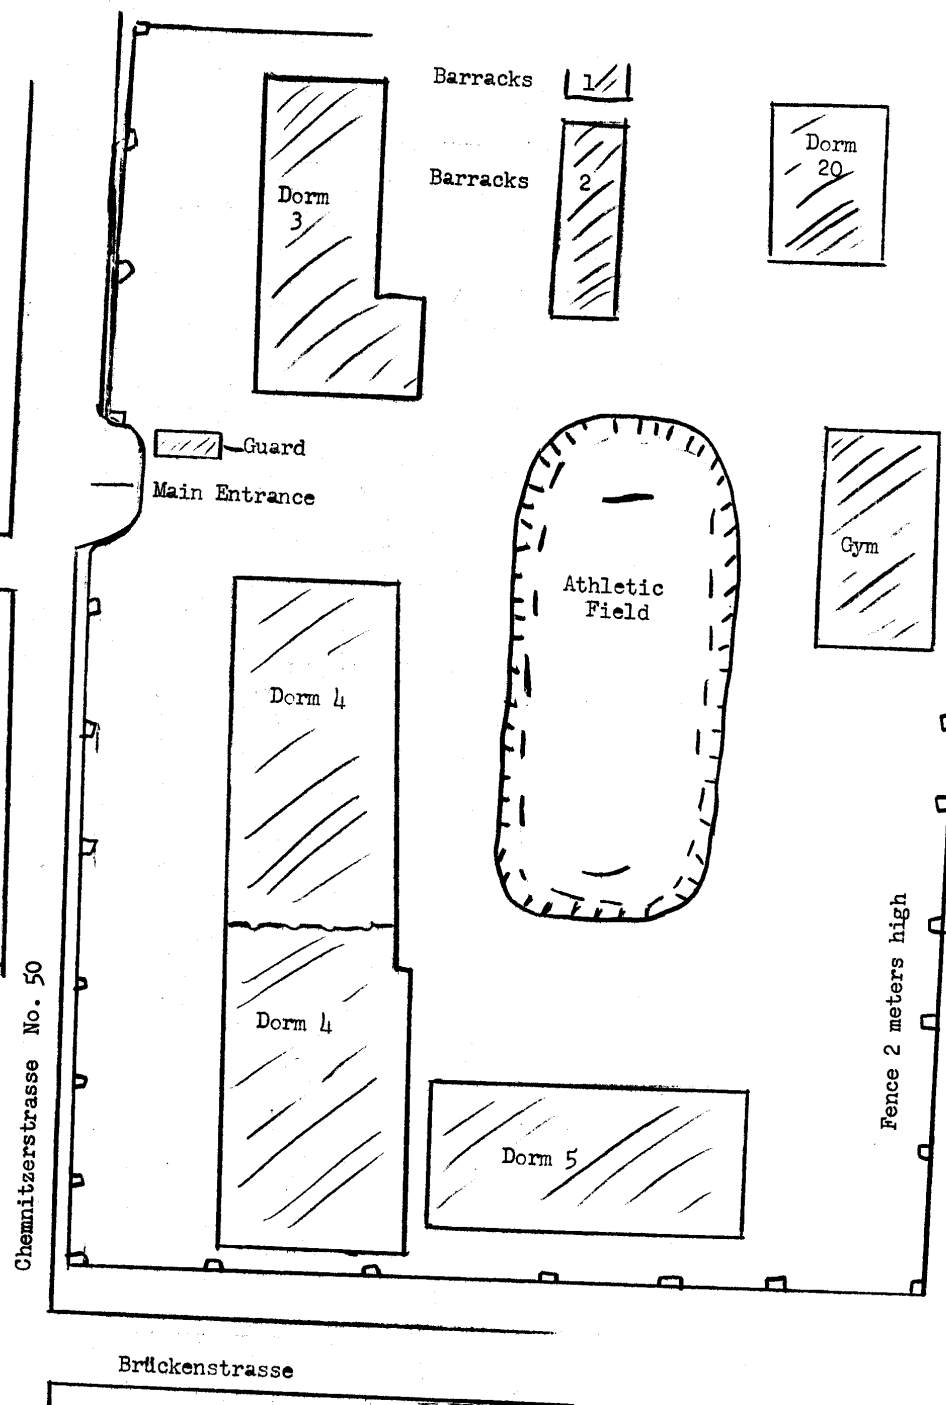 Barracks 1
Dorm
20
Barracks 2
Dorm
3
Guard
Main Entrance
Gym
Athletic
Field
Dorm 4
Dorm 4
Dorm 5
Fence 2 meters high
Chemnitzerstrasse No. 50
Brückenstrasse